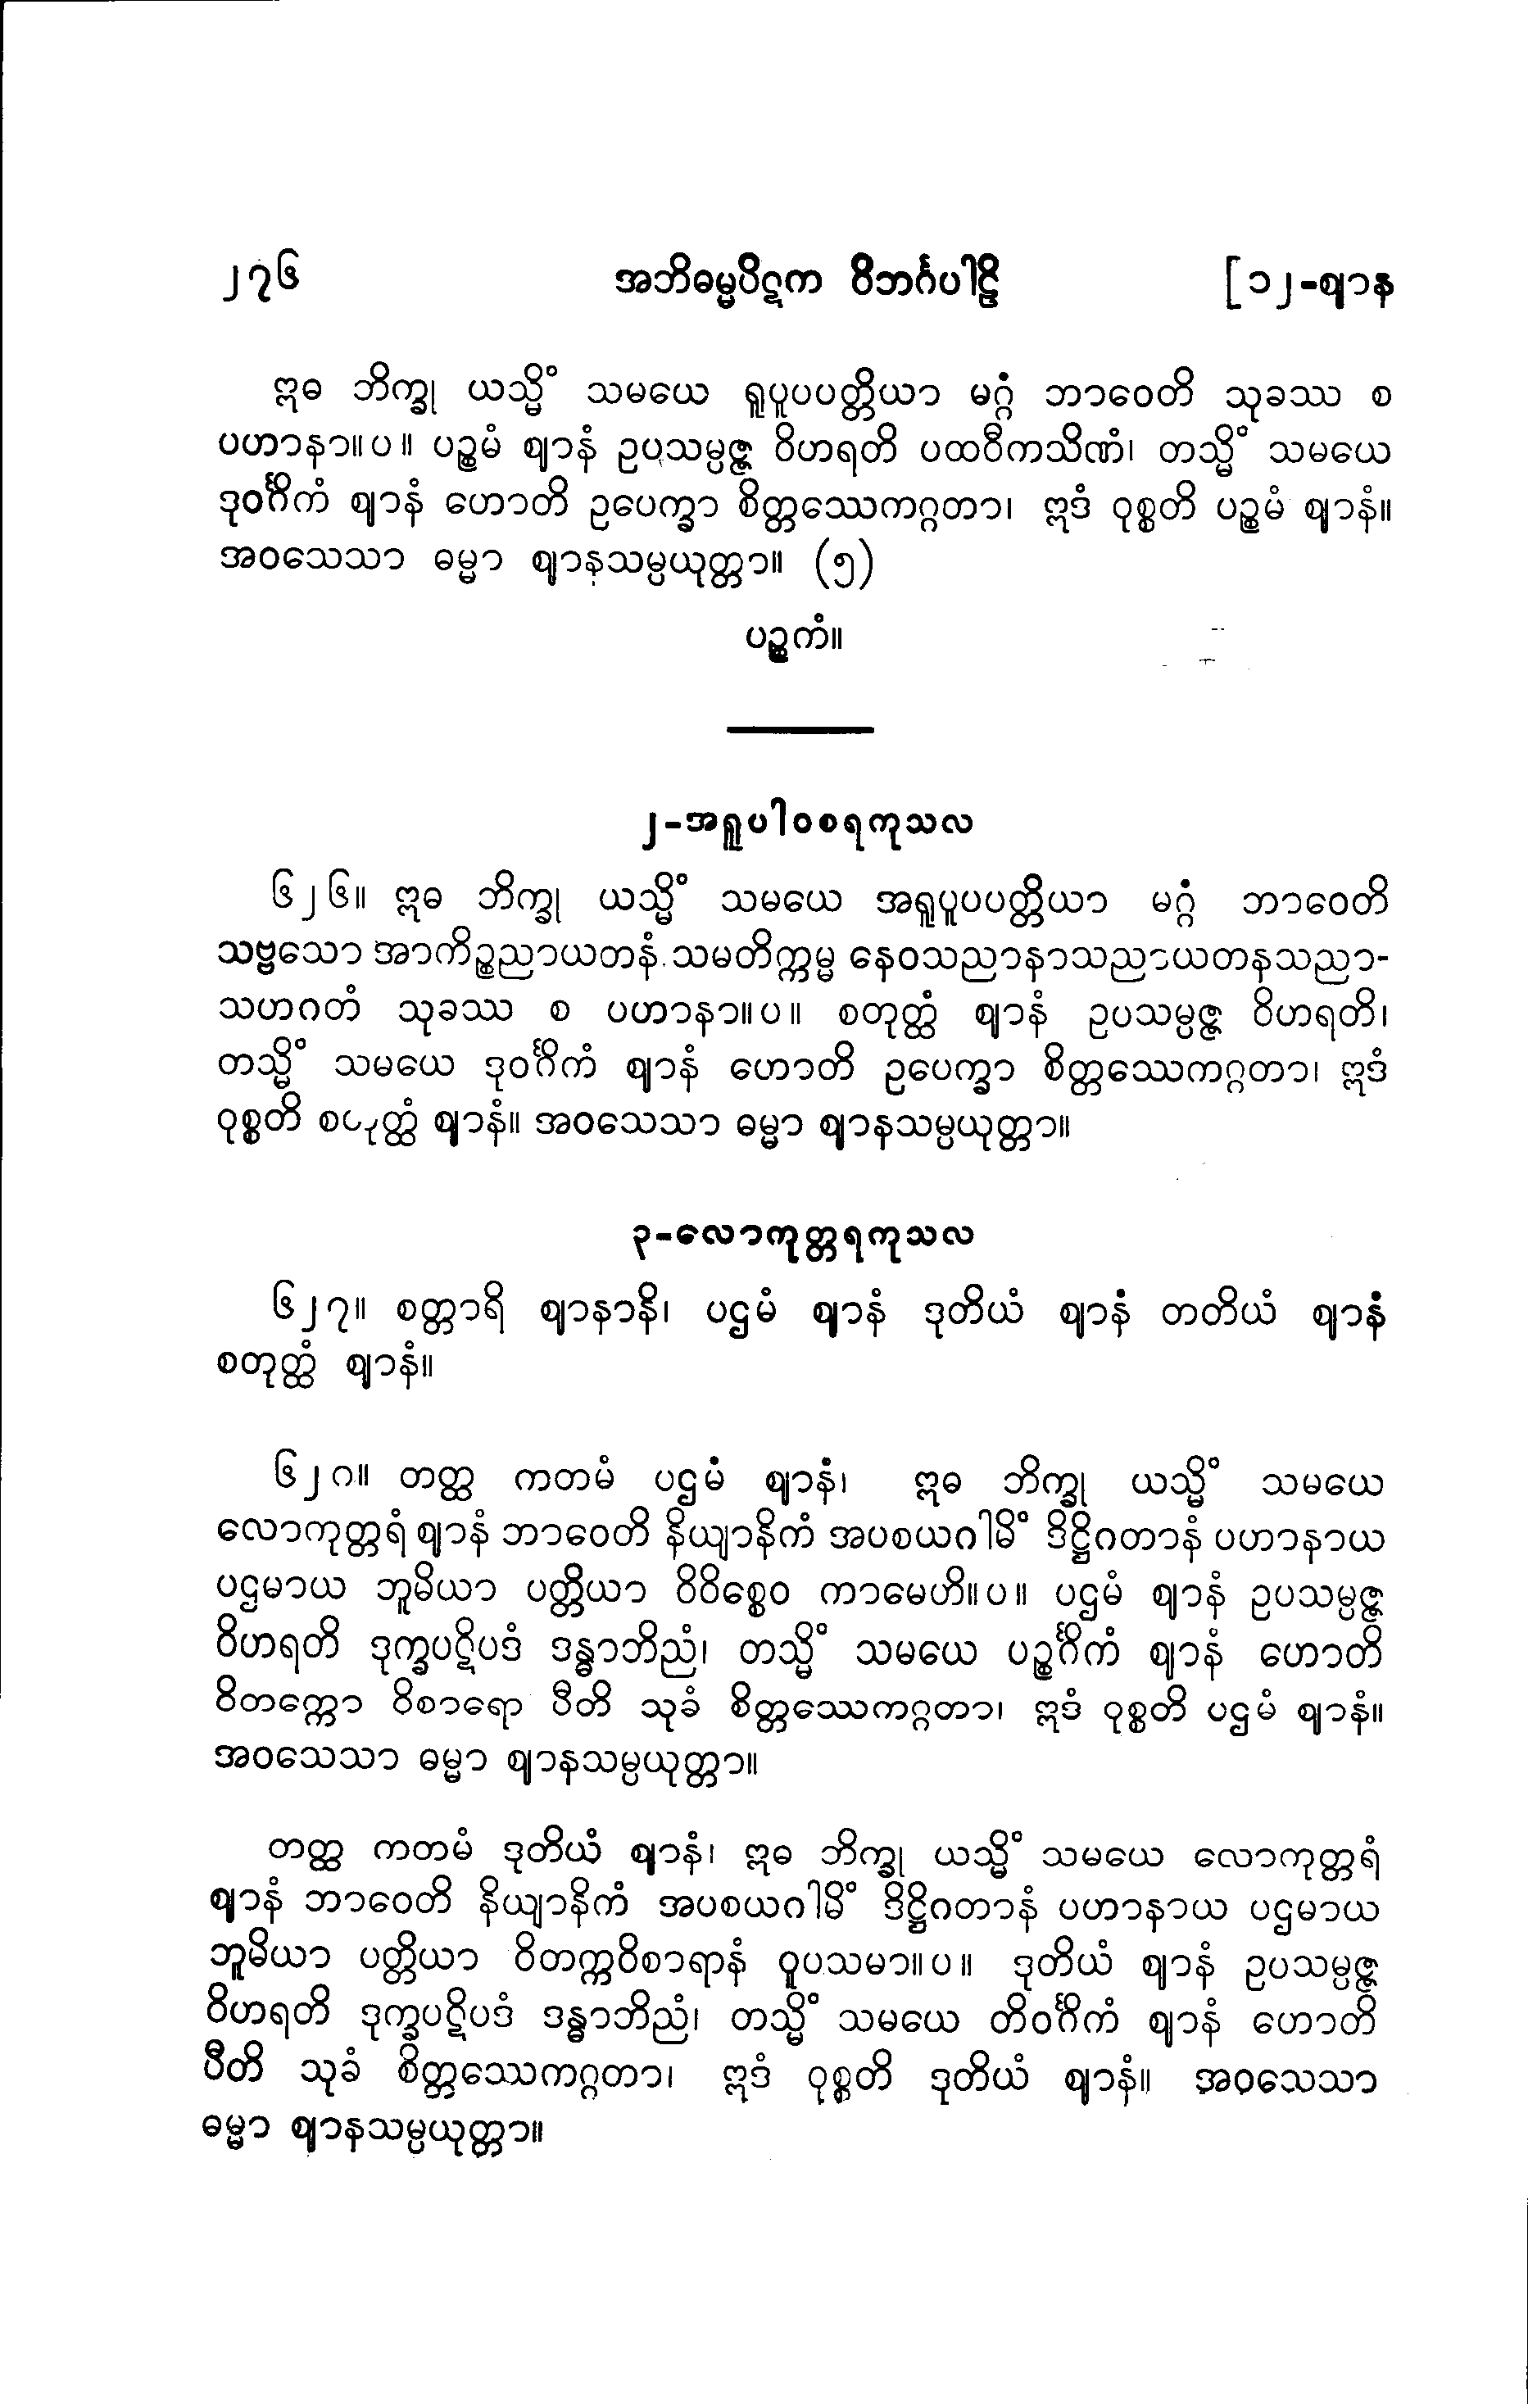 ၂၇၆ အဘိဓမ္မပိဋက ဝိဘင်္ဂပါဠိ [၁၂-ဈာန
ဣဓ ဘိက္ခု ယသ္မိံ သမယေ ရူပူပပတ္တိယာ မဂ္ဂံ ဘာဝေတိ သုခဿ စ
ပဟာနာ။ပ။ ပဉ္စမံ ဈာနံ ဥပသမ္ပဇ္ဇ ဝိဟရတိ ပထဝီကသိဏံ၊ တသ္မိံ သမယေ
ဒုဝင်္ဂိကံ ဈာနံ ဟောတိ ဥပေက္ခာ စိတ္တဿေကဂ္ဂတာ၊ ဣဒံ ဝုစ္စတိ ပဉ္စမံ ဈာနံ။
အဝသေသာ ဓမ္မာ ဈာနသမ္ပယုတ္တာ။ (၅)
ပဉ္စကံ။
၂-အရူပါဝစရကုသလ
၆၂၆။ ဣဓ ဘိက္ခု ယသ္မိံ သမယေ အရူပူပပတ္တိယာ မဂ္ဂံ ဘာဝေတိ
သဗ္ဗသော အာကိဉ္စညာယတနံ သမတိက္ကမ္မ နေဝသညာနာသညာယတနသညာ-
သဟဂတံ သုခဿ စ ပဟာနာ။ပ။ စတုတ္ထံ ဈာနံ ဥပသမ္ပဇ္ဇ ဝိဟရတိ၊
တသ္မိံ သမယေ ဒုဝင်္ဂိကံ ဈာနံ ဟောတိ ဥပေက္ခာ စိတ္တဿေကဂ္ဂတာ၊ ဣဒံ
ဝုစ္စတိ စတုတ္ထံ ဈာနံ။ အဝသေသာ ဓမ္မာ ဈာနသမ္ပယုတ္တာ။
၃-လောကုတ္တရကုသလ
၆၂၇။ စတ္တာရိ ဈာနာနိ၊ ပဌမံ ဈာနံ ဒုတိယံ ဈာနံ တတိယံ ဈာနံ
စတုတ္ထံ ဈာနံ။
၆၂၈။ တတ္ထ ကတမံ ပဌမံ ဈာနံ၊ ဣဓ ဘိက္ခု ယသ္မိံ သမယေ
လောကုတ္တရံ ဈာနံ ဘာဝေတိ နိယျာနိကံ အပစယဂါမိံ ဒိဋ္ဌိဂတာနံ ပဟာနာယ
ပဌမာယ ဘူမိယာ ပတ္တိယာ ဝိဝိစ္စေဝ ကာမေဟိ။ပ။ ပဌမံ ဈာနံ ဥပသမ္ပဇ္ဇ
ဝိဟရတိ ဒုက္ခပဋိပဒံ ဒန္ဓာဘိညံ၊ တသ္မိံ သမယေ ပဉ္စင်္ဂိကံ ဈာနံ ဟောတိ
ဝိတက္ကော ဝိစာရော ပီတိ သုခံ စိတ္တဿေကဂ္ဂတာ၊ ဣဒံ ဝုစ္စတိ ပဌမံ ဈာနံ။
အဝသေသာ ဓမ္မာ ဈာနသမ္ပယုတ္တာ။
တတ္ထ ကတမံ ဒုတိယံ ဈာနံ၊ ဣဓ ဘိက္ခု ယသ္မိံ သမယေ လောကုတ္တရံ
ဈာနံ ဘာဝေတိ နိယျာနိကံ အပစယဂါမိံ ဒိဋ္ဌိဂတာနံ ပဟာနာယ ပဌမာယ
ဘူမိယာ ပတ္တိယာ ဝိတက္ကဝိစာရာနံ ဝူပသမာ။ပ။ ဒုတိယံ ဈာနံ ဥပသမ္ပဇ္ဇ
ဝိဟရတိ ဒုက္ခပဋိပဒံ ဒန္ဓာဘိညံ၊ တသ္မိံ သမယေ တိဝင်္ဂိကံ ဈာနံ ဟောတိ
ပီတိ သုခံ စိတ္တဿေကဂ္ဂတာ၊ ဣဒံ ဝုစ္စတိ ဒုတိယံ ဈာနံ။ အဝသေသာ
ဓမ္မာ ဈာနသမ္ပယုတ္တာ။